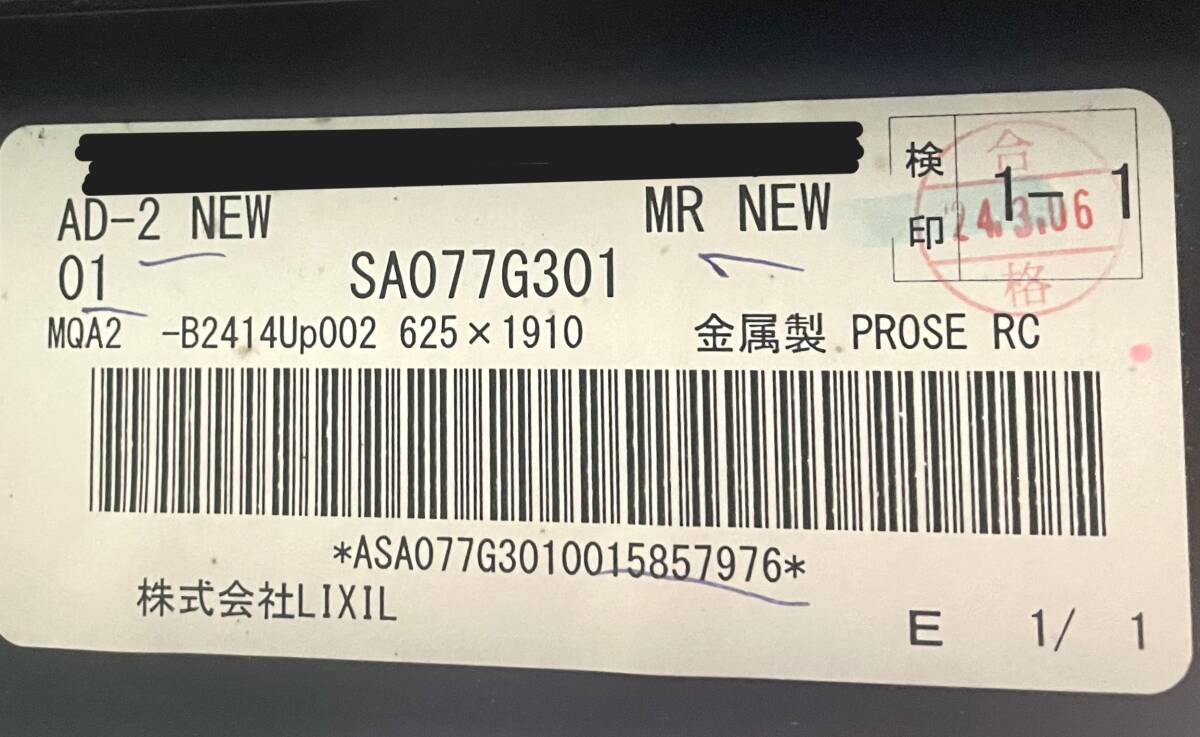 AD-2 NEW MR NEW
検印 1- 1
合格
'24.3.06
01 SA077G301
MQA2 -B2414Up002 625×1910 金属製 PROSE RC
*ASA077G3010015857976*
株式会社LIXIL
E 1/ 1